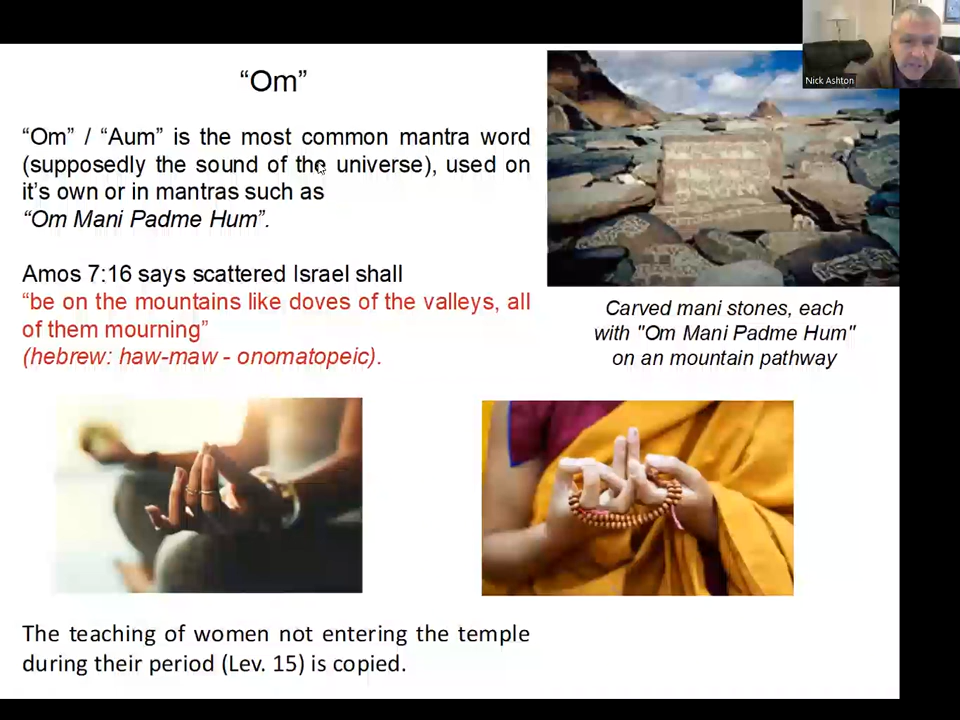 “Om”
“Om” / “Aum” is the most common mantra word
(supposedly the sound of the universe), used on
it’s own or in mantras such as
“Om Mani Padme Hum”.
Amos 7:16 says scattered Israel shall
“be on the mountains like doves of the valleys, all
of them mourning”
(hebrew: haw-maw - onomatopeic).
Carved mani stones, each
with "Om Mani Padme Hum"
on an mountain pathway
The teaching of women not entering the temple
during their period (Lev. 15) is copied.
Nick Ashton